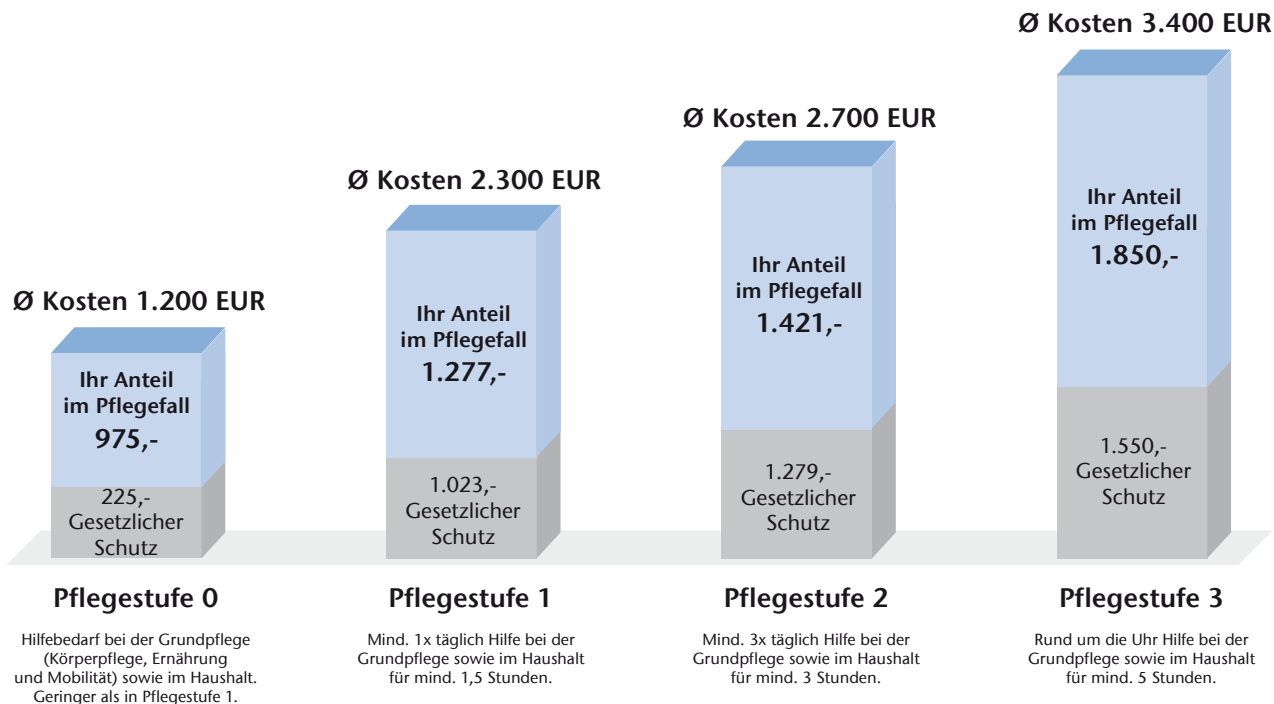 Ø Kosten 1.200 EUR
Ihr Anteil
im Pflegefall
975,-
225,-
Gesetzlicher
Schutz
Pflegestufe 0
Hilfebedarf bei der Grundpflege
(Körperpflege, Ernährung
und Mobilität) sowie im Haushalt.
Geringer als in Pflegestufe 1.
Ø Kosten 2.300 EUR
Ihr Anteil
im Pflegefall
1.277,-
1.023,-
Gesetzlicher
Schutz
Pflegestufe 1
Mind. 1x täglich Hilfe bei der
Grundpflege sowie im Haushalt
für mind. 1,5 Stunden.
Ø Kosten 2.700 EUR
Ihr Anteil
im Pflegefall
1.421,-
1.279,-
Gesetzlicher
Schutz
Pflegestufe 2
Mind. 3x täglich Hilfe bei der
Grundpflege sowie im Haushalt
für mind. 3 Stunden.
Ø Kosten 3.400 EUR
Ihr Anteil
im Pflegefall
1.850,-
1.550,-
Gesetzlicher
Schutz
Pflegestufe 3
Rund um die Uhr Hilfe bei der
Grundpflege sowie im Haushalt
für mind. 5 Stunden.